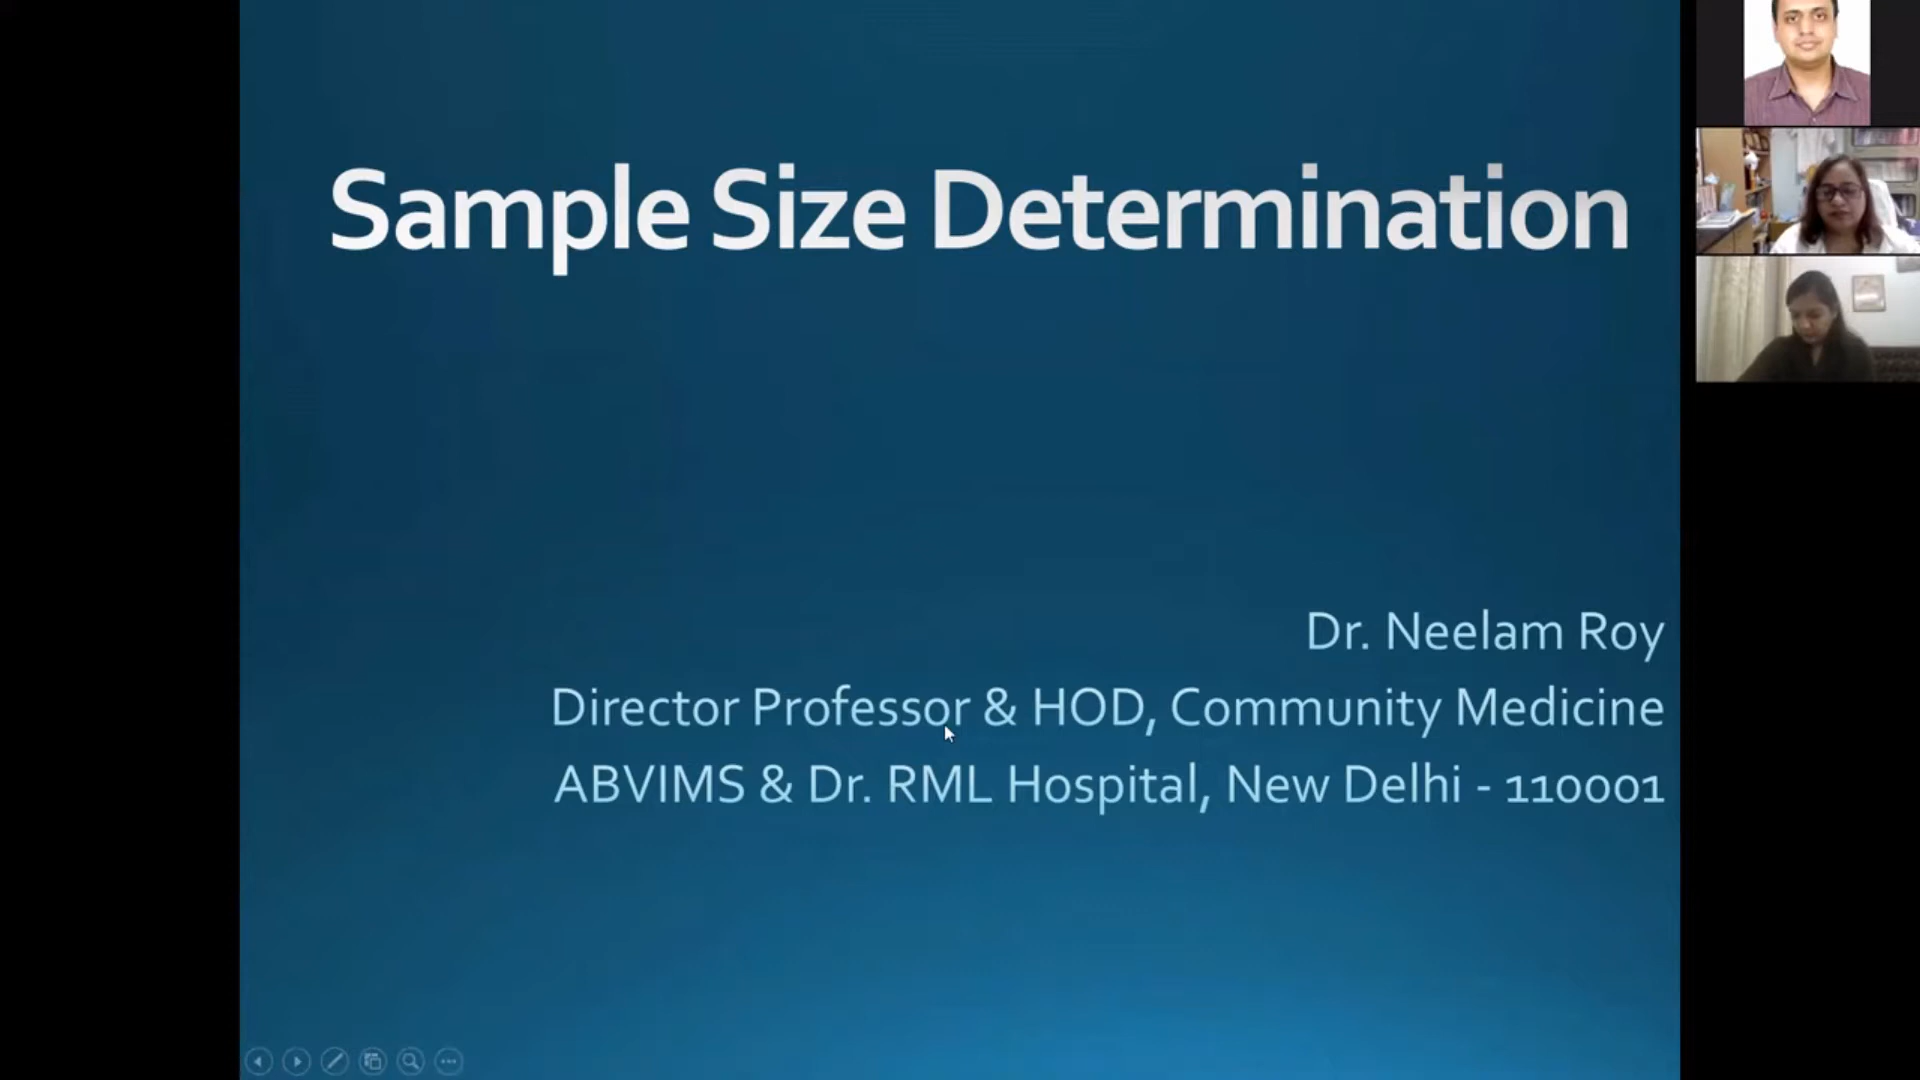 Sample Size Determination
Dr. Neelam Roy
Director Professor & HOD, Community Medicine
ABVIMS & Dr. RML Hospital, New Delhi - 110001